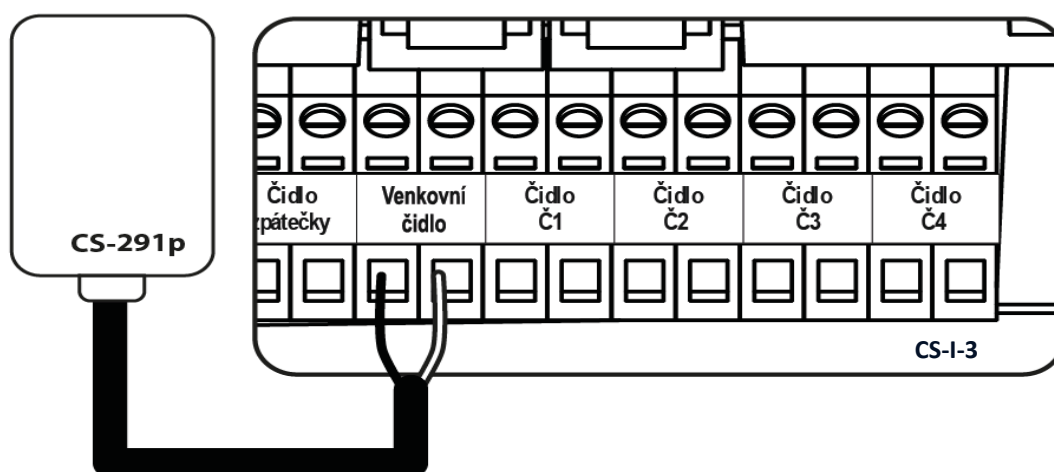 CS-291p
Čidlo
zpátečky
Venkovní
čidlo
Čidlo
Č1
Čidlo
Č2
Čidlo
Č3
Čidlo
Č4
CS-I-3